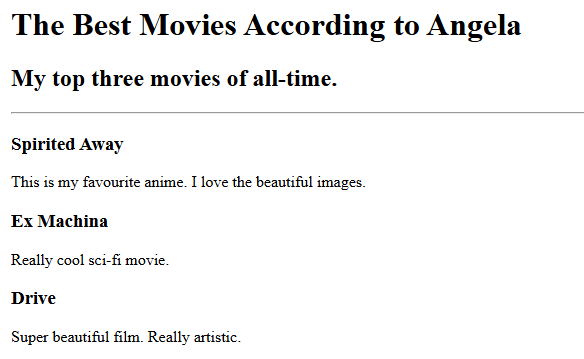 The Best Movies According to Angela
My top three movies of all-time.
Spirited Away
This is my favourite anime. I love the beautiful images.
Ex Machina
Really cool sci-fi movie.
Drive
Super beautiful film. Really artistic.